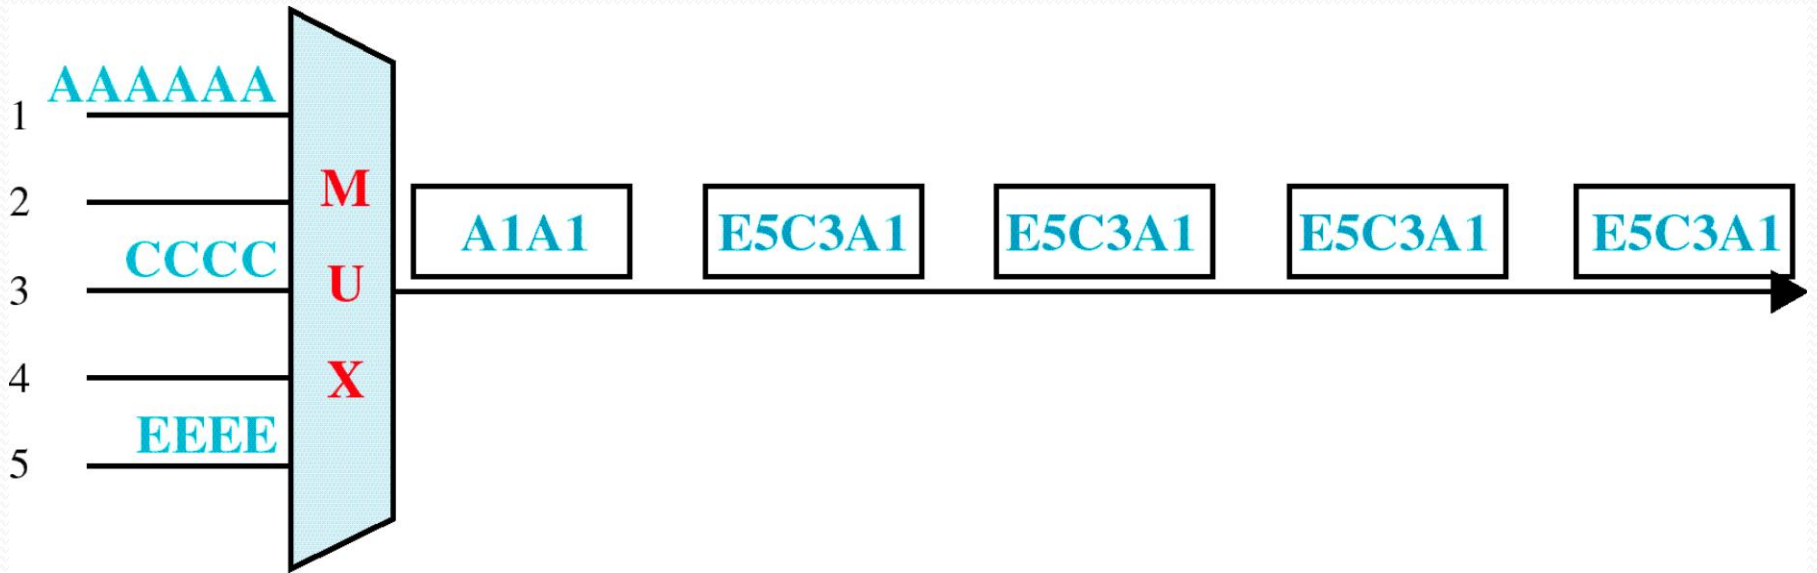 1 AAAAAA
2
3 CCCC
4
5 EEEE
M
U
X
A1A1 E5C3A1 E5C3A1 E5C3A1 E5C3A1